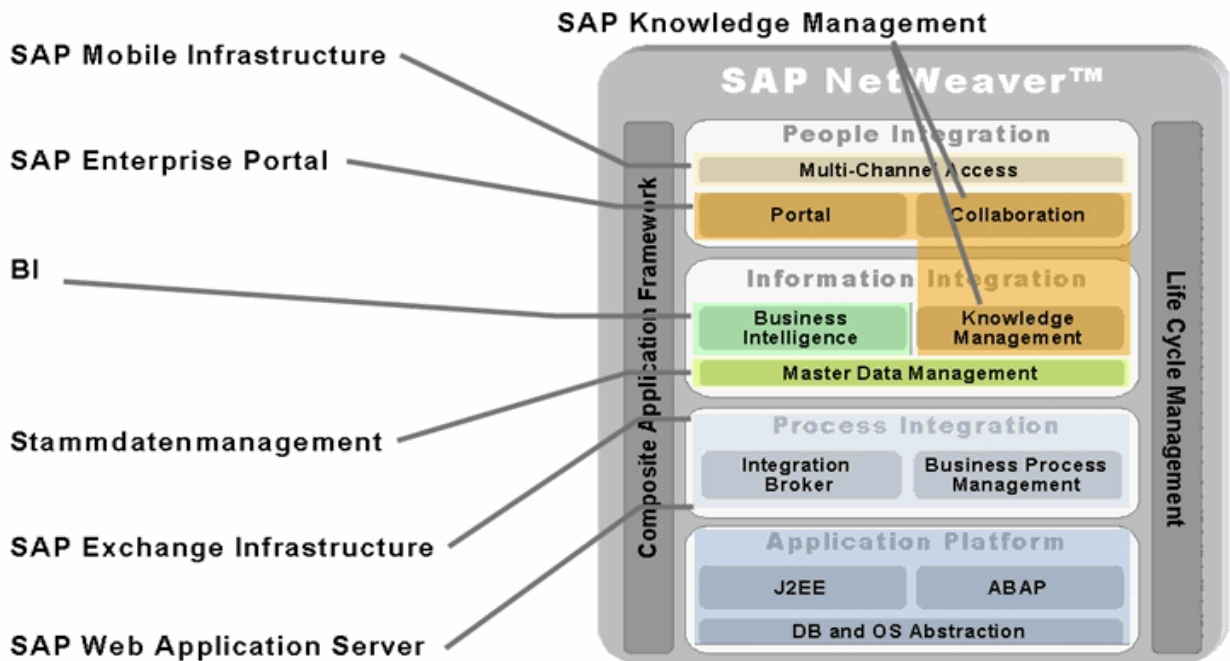 SAP Knowledge Management
SAP Mobile Infrastructure
SAP Enterprise Portal
BI
Stammdatenmanagement
SAP Exchange Infrastructure
SAP Web Application Server
SAP NetWeaver™
Composite Application Framework
People Integration
Multi-Channel Access
Portal
Collaboration
Information Integration
Business
Intelligence
Knowledge
Management
Master Data Management
Process Integration
Integration
Broker
Business Process
Management
Application Platform
J2EE
ABAP
DB and OS Abstraction
Life Cycle Management